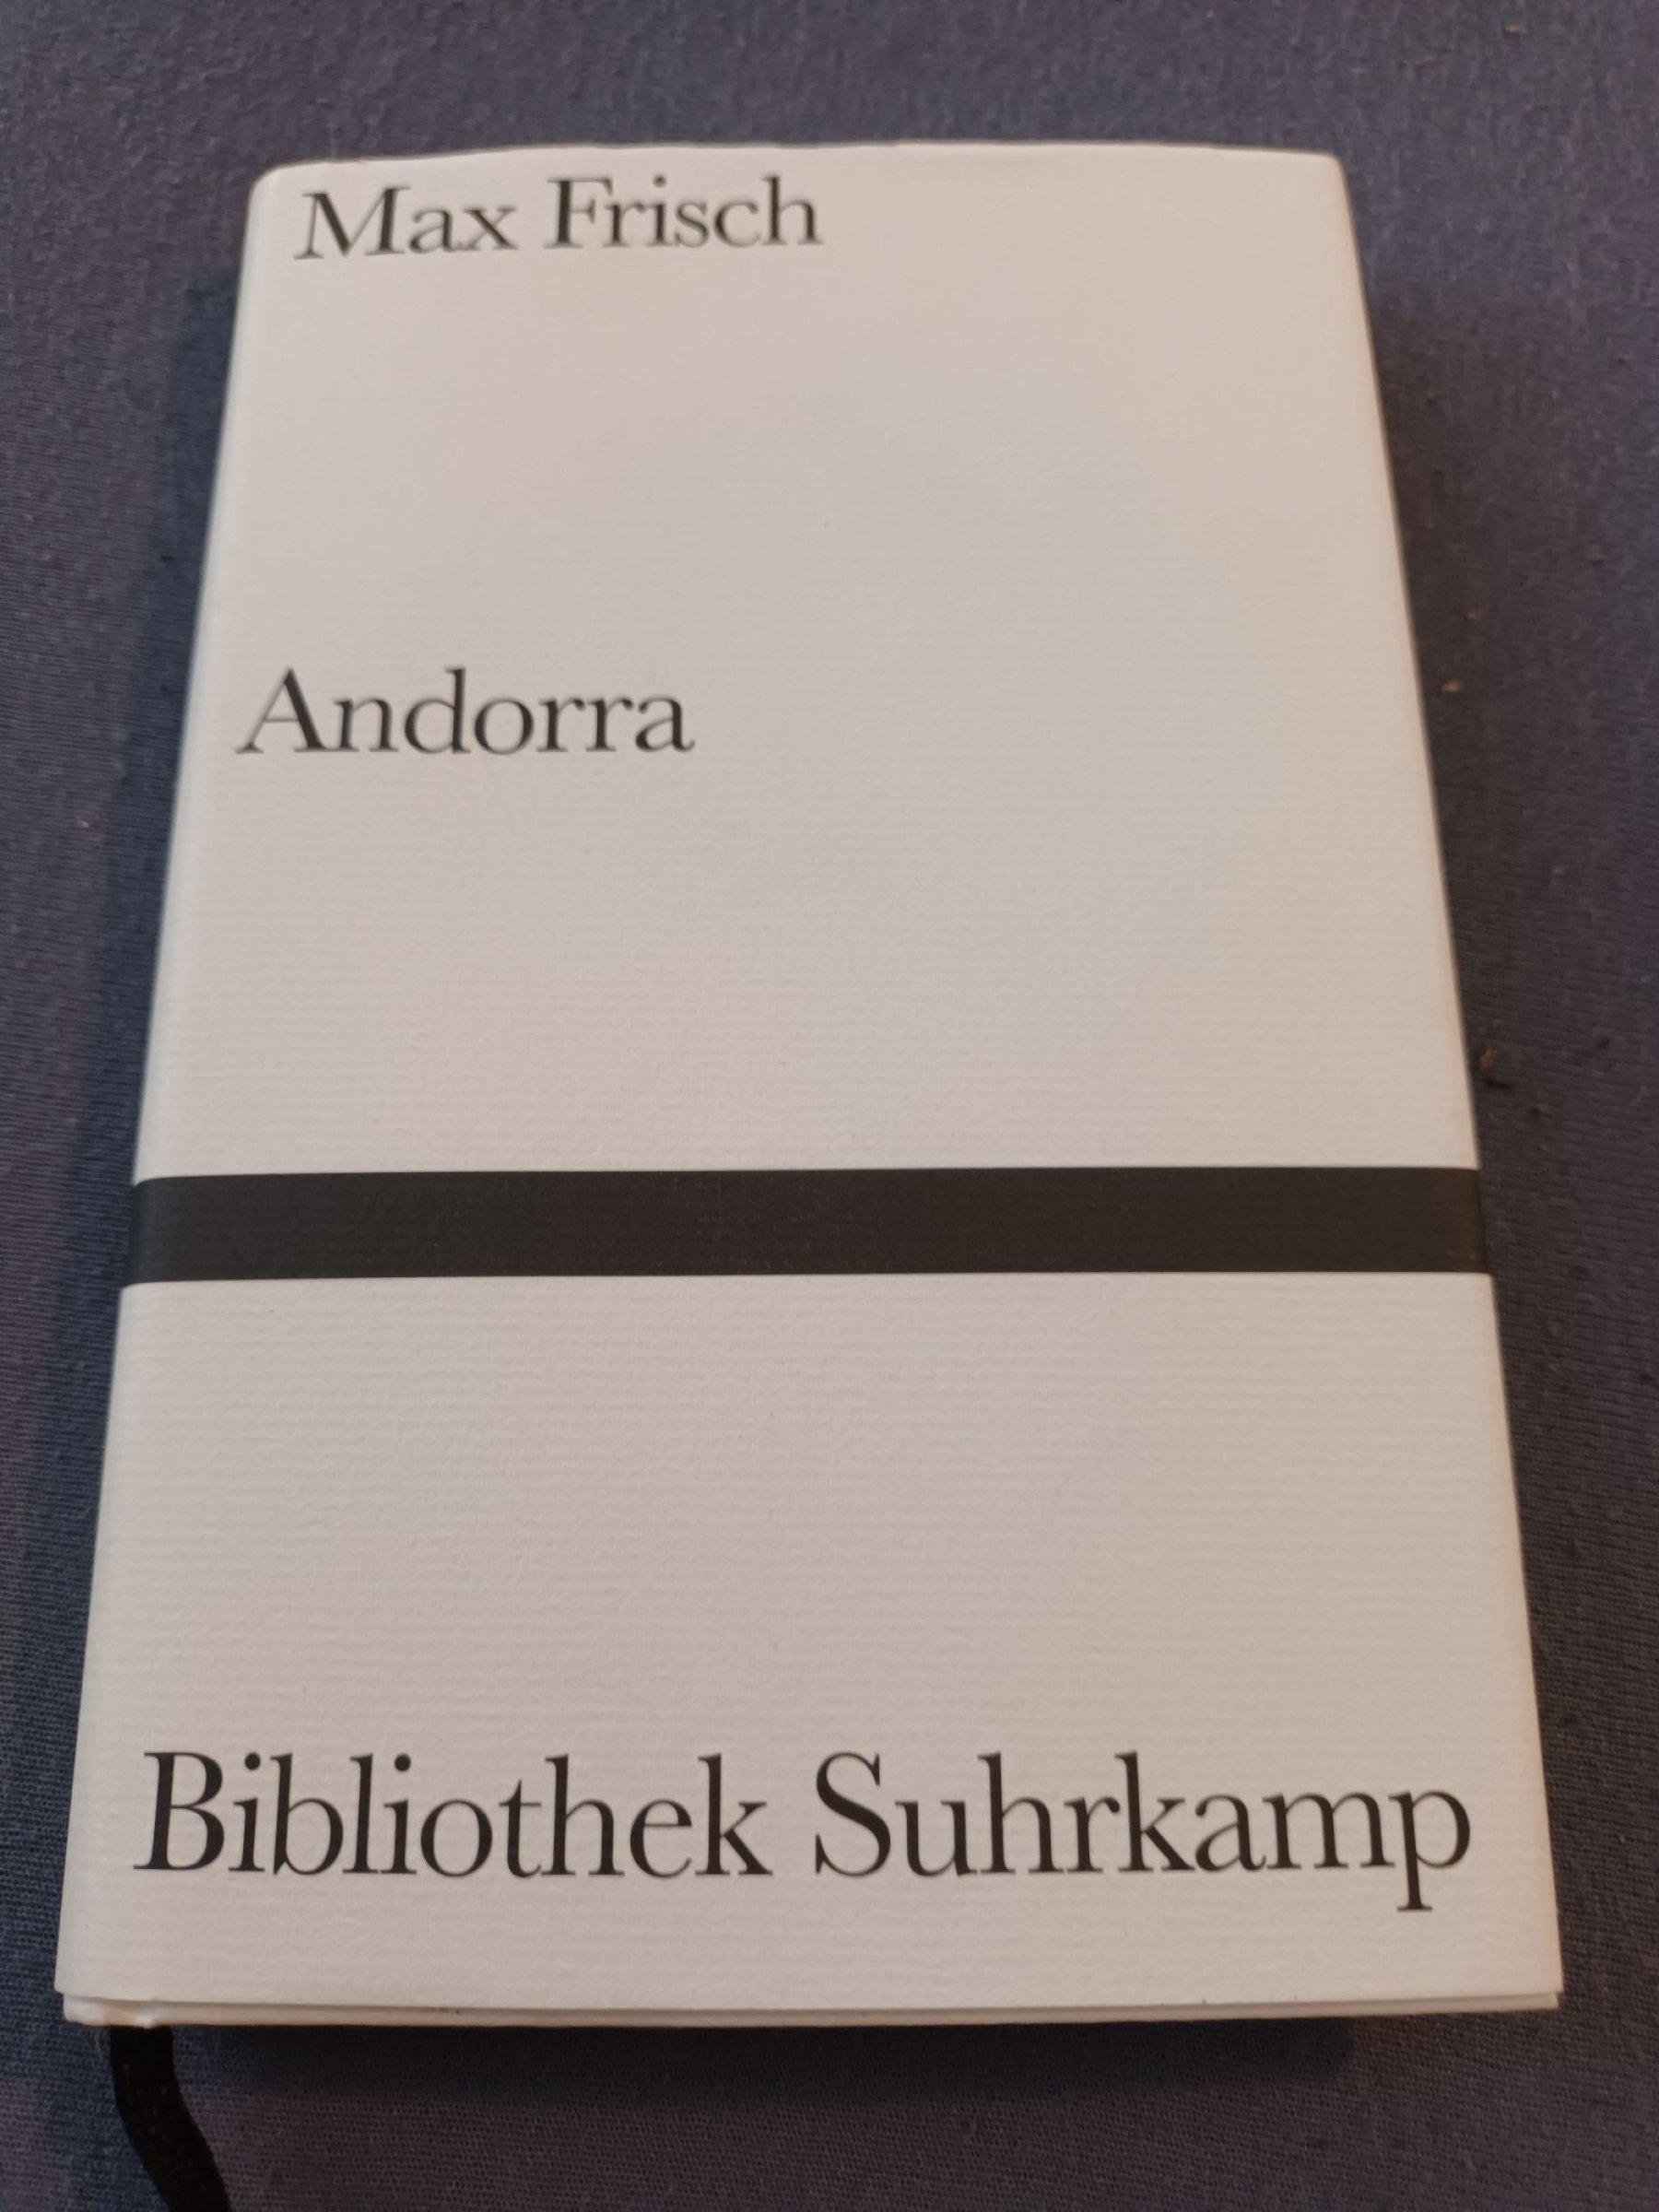 Max Frisch
Andorra
Bibliothek Suhrkamp